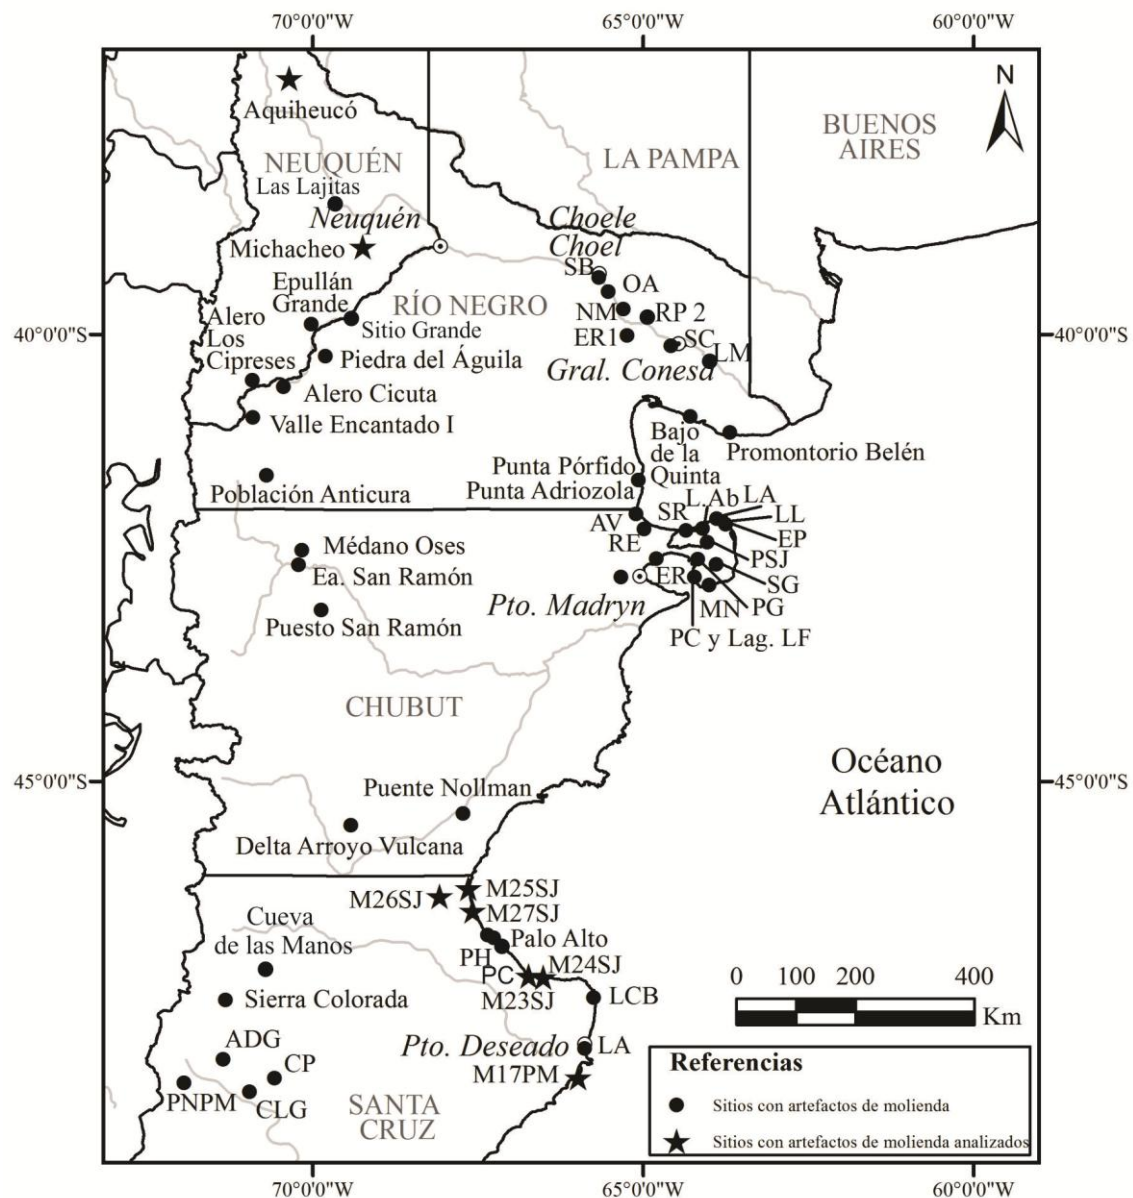 70°0'0"W
65°0'0"W
60°0'0"W
N
Aquiheucó
BUENOS
AIRES
NEUQUÉN
LA PAMPA
Las Lajitas
Neuquén
Choele
Choel
Michacheo
SB
OA
Epullán
Grande
RÍO NEGRO
NM
RP 2
Alero
Los
Cipreses
Sitio Grande
ER1
SC
40°0'0"S
40°0'0"S
Piedra del Águila
LM
Gral. Conesa
Alero Cicuta
Valle Encantado I
Bajo
de la
Quinta
Promontorio Belén
Punta Pórfido
Punta Adriozola
Población Anticura
L.Ab
LA
SR
LL
AV
EP
RE
PSJ
Médano Oses
Ea. San Ramón
ER
SG
Pto. Madryn
MN
PG
Puesto San Ramón
PC y Lag. LF
CHUBUT
Océano
Atlántico
45°0'0"S
45°0'0"S
Puente Nollman
Delta Arroyo Vulcana
M26SJ
M25SJ
M27SJ
Cueva
de las Manos
Palo Alto
PH
PC
M24SJ
M23SJ
0 100 200 400
Km
Sierra Colorada
LCB
ADG
Pto. Deseado
LA
CP
M17PM
PNPM
CLG
SANTA
CRUZ
Referencias
Sitios con artefactos de molienda
Sitios con artefactos de molienda analizados
70°0'0"W
65°0'0"W
60°0'0"W